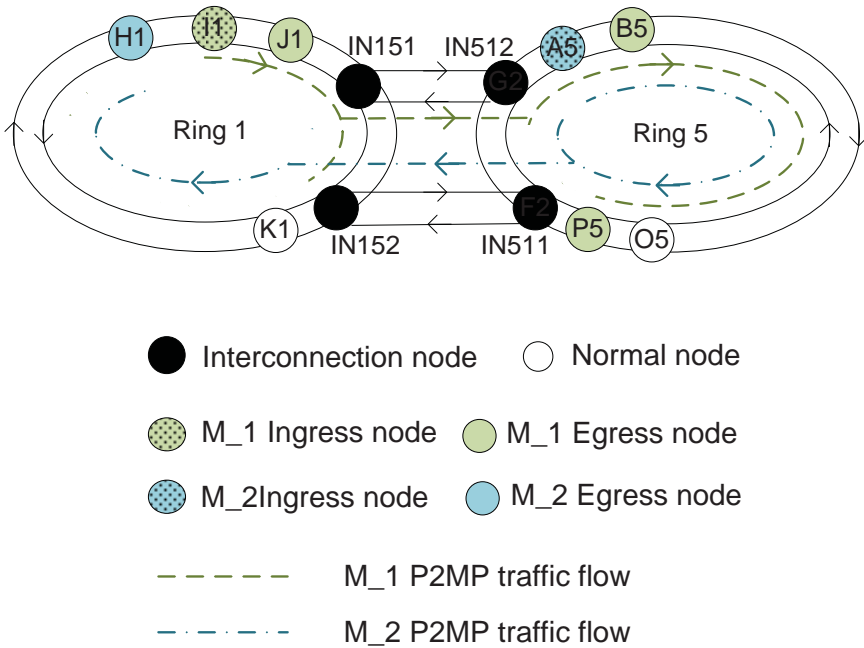 H1 I1 J1 IN151 IN512 A5 B5
G2
Ring 1 Ring 5
F2
K1 IN152 IN511 P5 O5
Interconnection node Normal node
M_1 Ingress node M_1 Egress node
M_2Ingress node M_2 Egress node
M_1 P2MP traffic flow
M_2 P2MP traffic flow